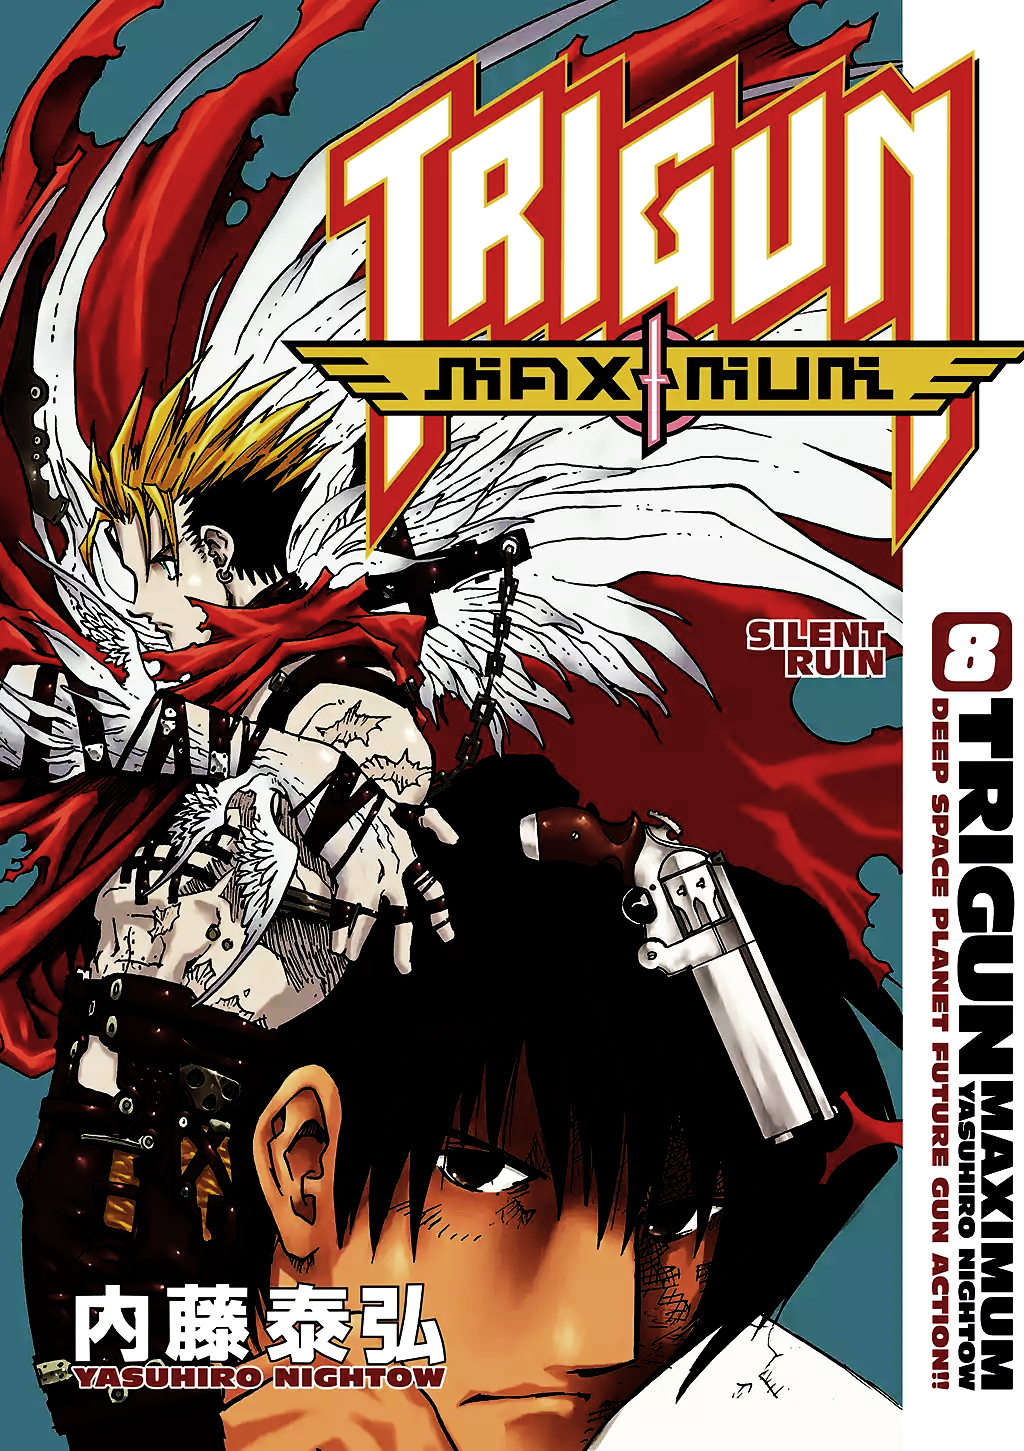 TRIGUN
MAXIMUM
SILENT
RUIN
内藤泰弘
YASUHIRO NIGHTOW
8
TRIGUN MAXIMUM
DEEP SPACE PLANET FUTURE GUN ACTION!!
YASUHIRO NIGHTOW